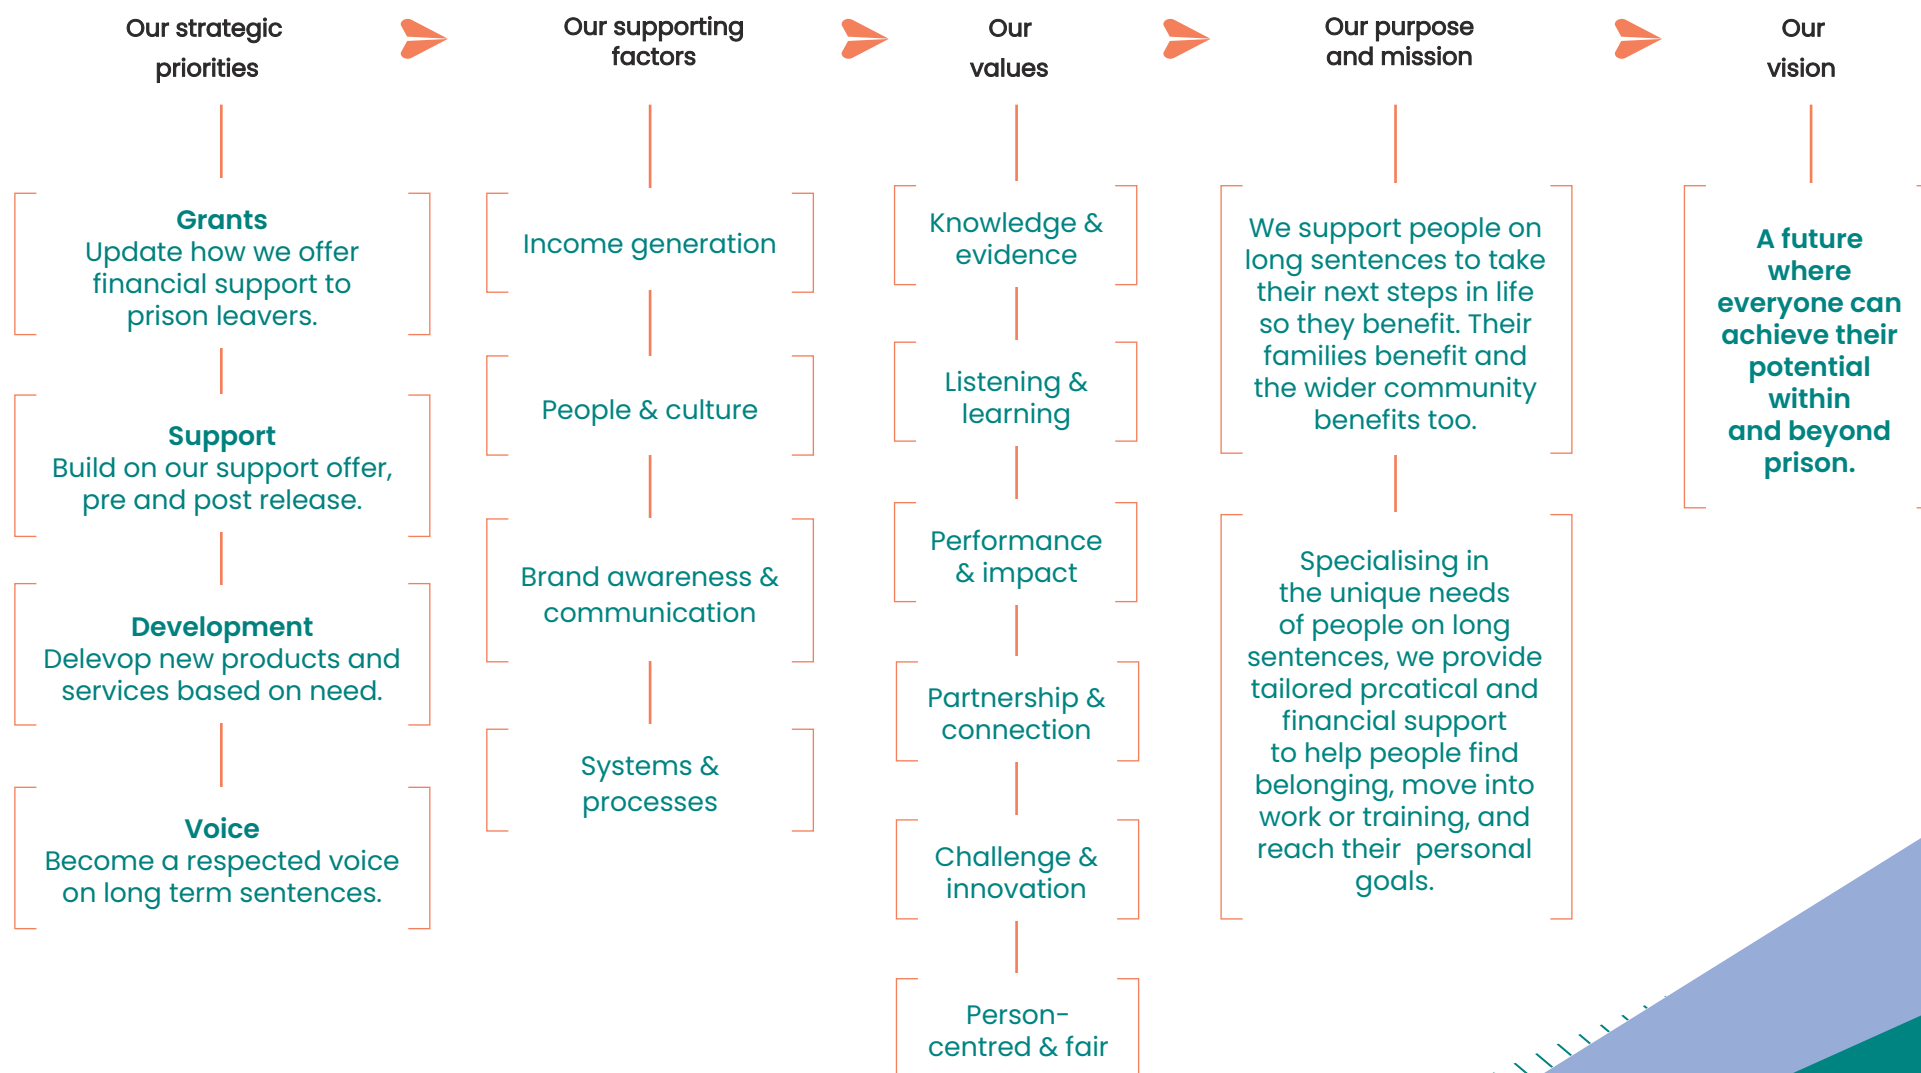 Our strategic
priorities
Grants
Update how we offer
financial support to
prison leavers.
Support
Build on our support offer,
pre and post release.
Development
Delevop new products and
services based on need.
Voice
Become a respected voice
on long term sentences.
Our supporting
factors
Income generation
People & culture
Brand awareness &
communication
Systems &
processes
Our
values
Knowledge &
evidence
Listening &
learning
Performance
& impact
Partnership &
connection
Challenge &
innovation
Person-
centred & fair
Our purpose
and mission
We support people on
long sentences to take
their next steps in life
so they benefit. Their
families benefit and
the wider community
benefits too.
Specialising in
the unique needs
of people on long
sentences, we provide
tailored prcatical and
financial support
to help people find
belonging, move into
work or training, and
reach their  personal
goals.
Our
vision
A future
where
everyone can
achieve their
potential
within
and beyond
prison.